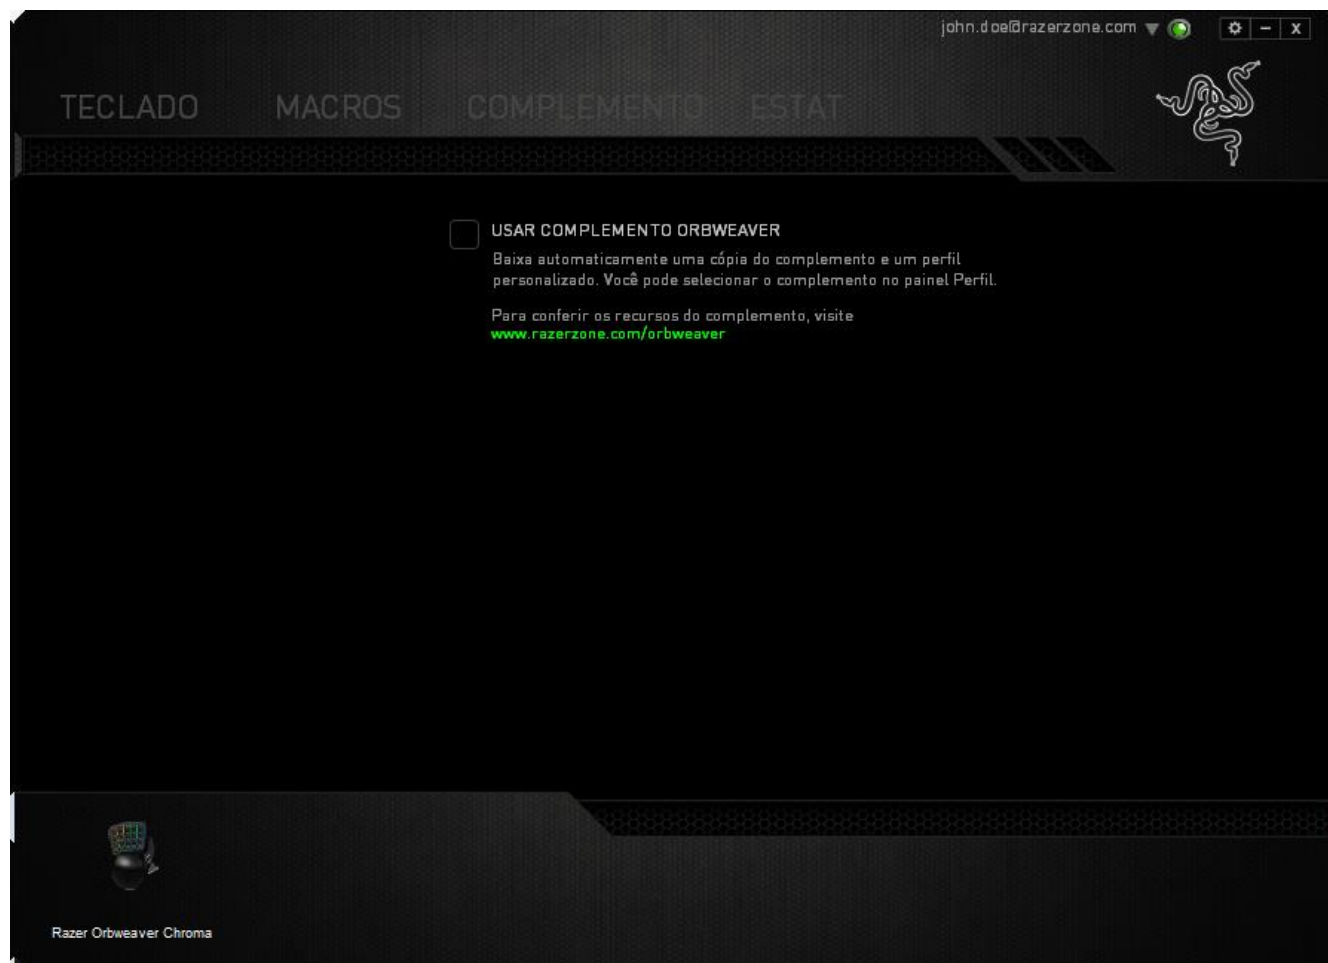 john.doe@razerzone.com
x
TECLADO MACROS COMPLEMENTO ESTAT
USAR COMPLEMENTO ORBWEAVER
Baixa automaticamente uma cópia do complemento e um perfil
personalizado. Você pode selecionar o complemento no painel Perfil.
Para conferir os recursos do complemento, visite
www.razerzone.com/orbweaver
Razer Orbweaver Chroma